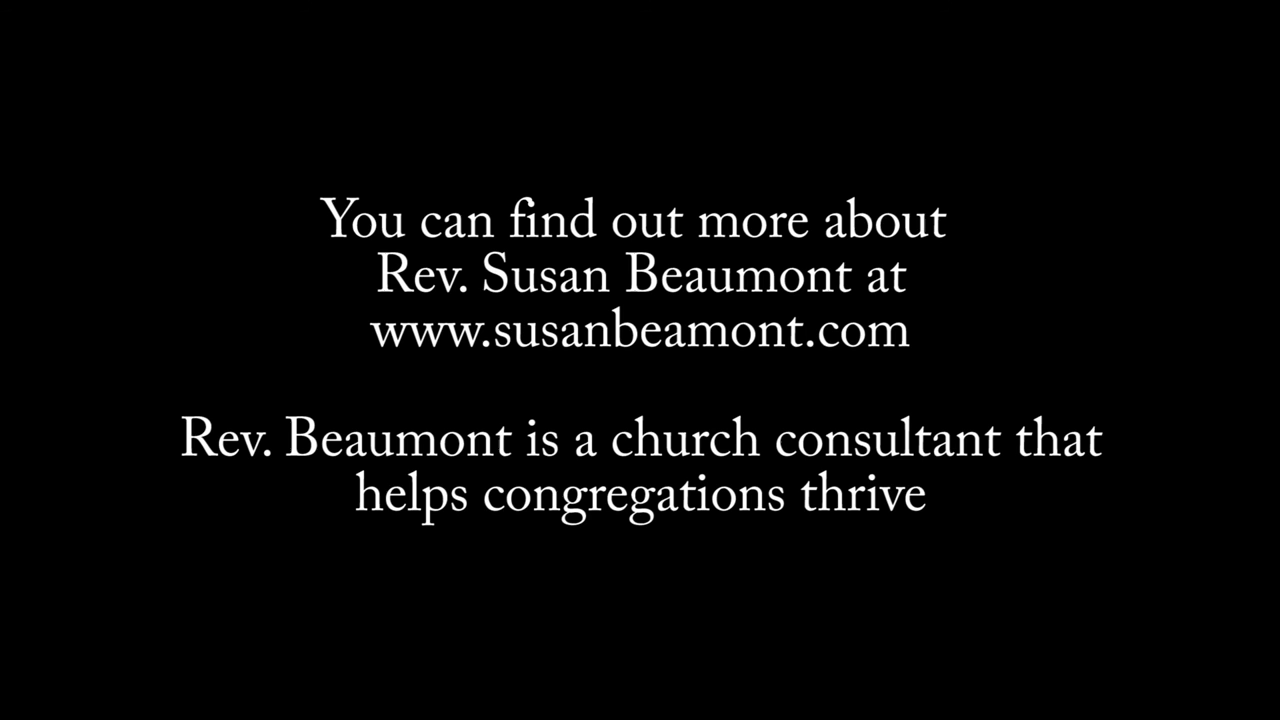 You can find out more about
Rev. Susan Beaumont at
www.susanbeamont.com
Rev. Beaumont is a church consultant that
helps congregations thrive